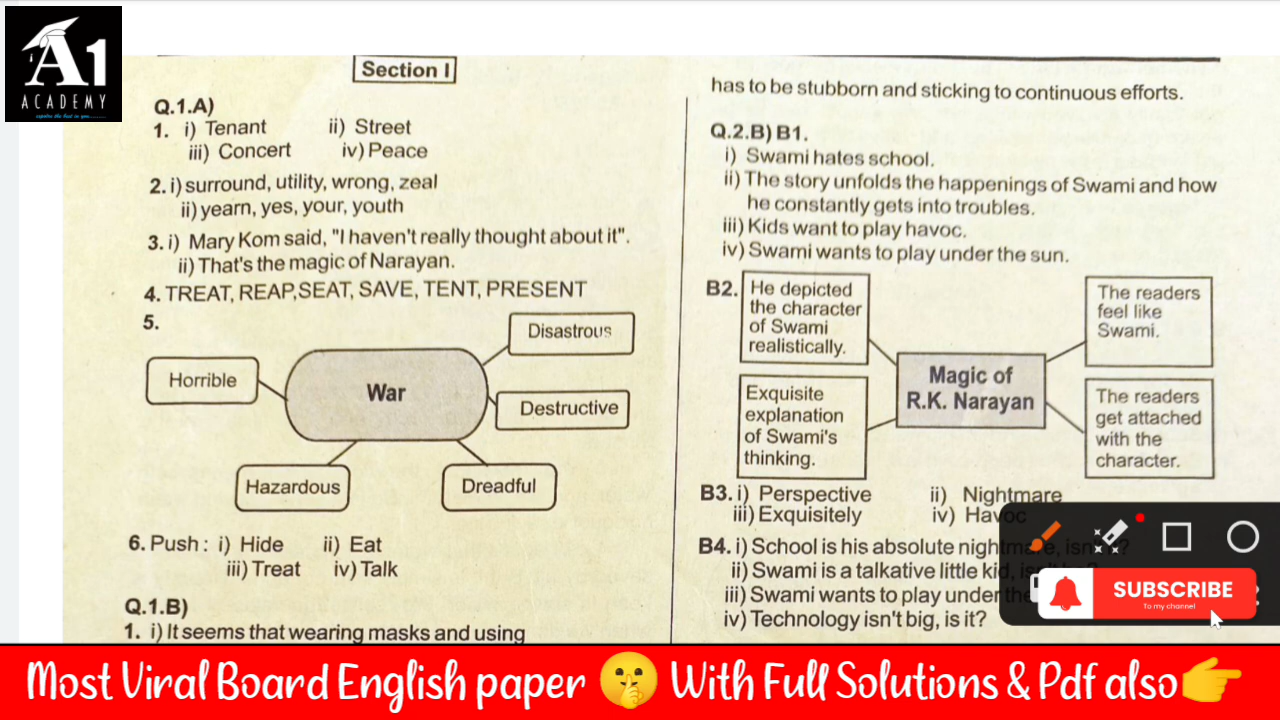 A1
ACADEMY
Section I
Q.1.A)
1. i) Tenant ii) Street
iii) Concert iv) Peace
2. i) surround, utility, wrong, zeal
ii) yearn, yes, your, youth
3. i) Mary Kom said, "I haven't really thought about it".
ii) That's the magic of Narayan.
4. TREAT, REAP,SEAT, SAVE, TENT, PRESENT
5.
Disastrous
Horrible
War
Destructive
Hazardous
Dreadful
6. Push : i) Hide ii) Eat
iii) Treat iv) Talk
Q.1.B)
1. i) It seems that wearing masks and using
has to be stubborn and sticking to continuous efforts.
Q.2.B) B1.
i) Swami hates school.
ii) The story unfolds the happenings of Swami and how
he constantly gets into troubles.
iii) Kids want to play havoc.
iv) Swami wants to play under the sun.
B2.
He depicted
the character
of Swami
realistically.
The readers
feel like
Swami.
Magic of
R.K. Narayan
Exquisite
explanation
of Swami's
thinking.
The readers
get attached
with the
character.
B3. i) Perspective ii) Nightmare
iii) Exquisitely iv) Havoc
B4. i) School is his absolute nightmare, isn't it?
ii) Swami is a talkative little kid, isn't he?
iii) Swami wants to play under the
iv) Technology isn't big, is it?
SUBSCRIBE
To my channel
Most Viral Board English paper With Full Solutions & Pdf also